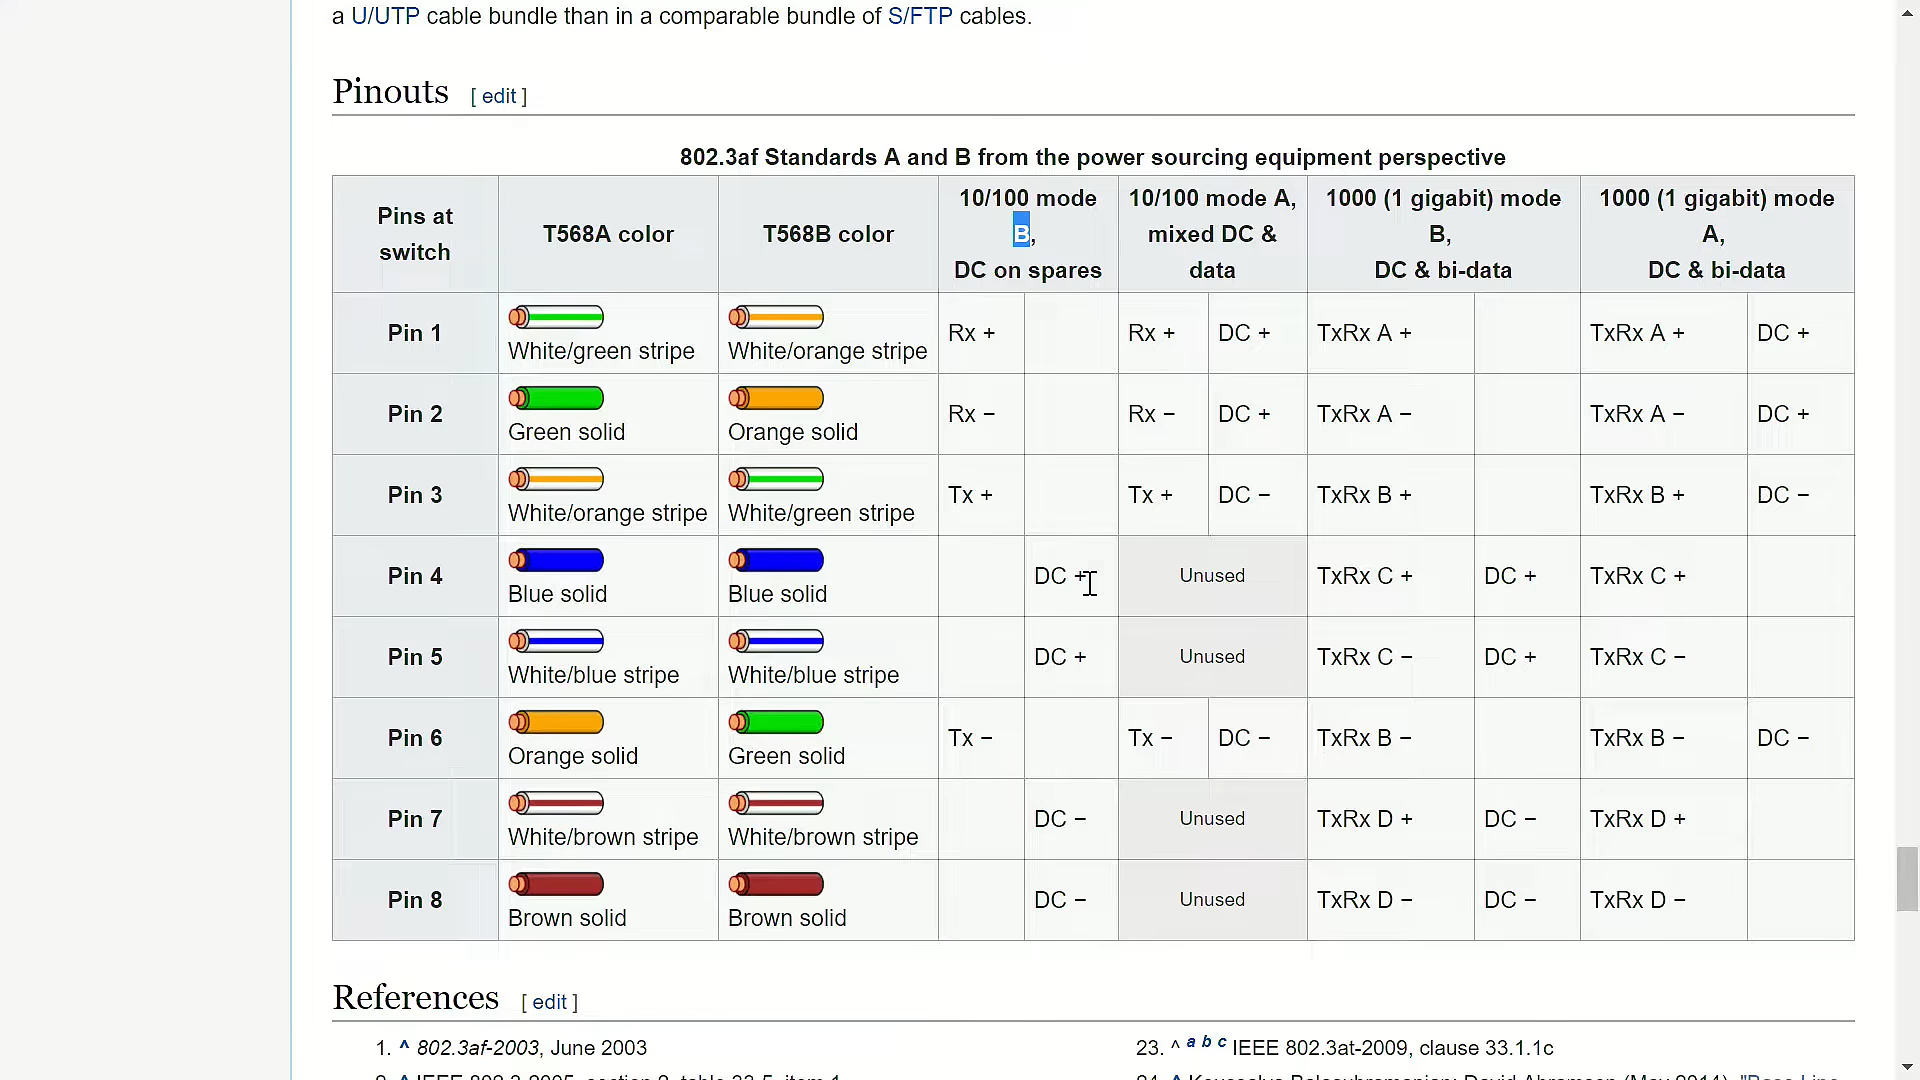 a U/UTP cable bundle than in a comparable bundle of S/FTP cables.
Pinouts [ edit ]
802.3af Standards A and B from the power sourcing equipment perspective
Pins at switch T568A color T568B color 10/100 mode B, DC on spares 10/100 mode A, mixed DC & data 1000 (1 gigabit) mode B, DC & bi-data 1000 (1 gigabit) mode A, DC & bi-data
Pin 1 White/green stripe White/orange stripe Rx + Rx + DC + TxRx A + TxRx A + DC +
Pin 2 Green solid Orange solid Rx − Rx − DC + TxRx A − TxRx A − DC +
Pin 3 White/orange stripe White/green stripe Tx + Tx + DC − TxRx B + TxRx B + DC −
Pin 4 Blue solid Blue solid DC + Unused TxRx C + DC + TxRx C +
Pin 5 White/blue stripe White/blue stripe DC + Unused TxRx C − DC + TxRx C −
Pin 6 Orange solid Green solid Tx − Tx − DC − TxRx B − TxRx B − DC −
Pin 7 White/brown stripe White/brown stripe DC − Unused TxRx D + DC − TxRx D +
Pin 8 Brown solid Brown solid DC − Unused TxRx D − DC − TxRx D −
References [ edit ]
1. ^ 802.3af-2003, June 2003
23. ^ a b c IEEE 802.3at-2009, clause 33.1.1c